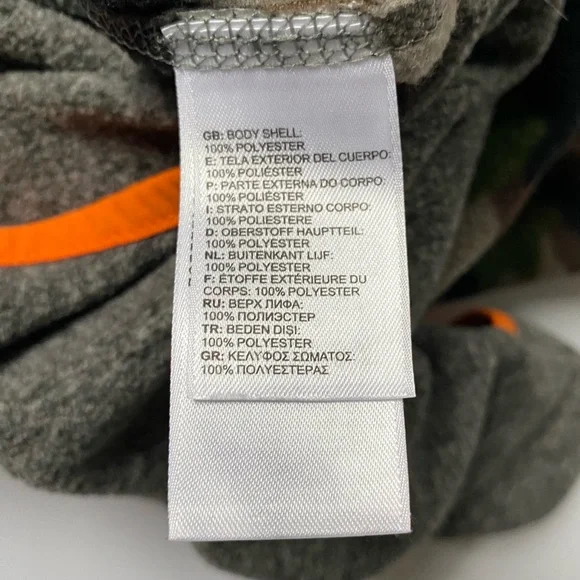 GB: BODY SHELL:
100% POLYESTER
E: TELA EXTERIOR DEL CUERPO:
100% POLIÉSTER
P: PARTE EXTERNA DO CORPO:
100% POLIÉSTER
I: STRATO ESTERNO CORPO:
100% POLIESTERE
D: OBERSTOFF HAUPTTEIL:
100% POLYESTER
NL: BUITENKANT LIJF:
100% POLYESTER
F: ÉTOFFE EXTÉRIEURE DU
CORPS: 100% POLYESTER
RU: ВЕРХ ЛИФА:
100% ПОЛИЭСТЕР
TR: BEDEN DIŞI:
100% POLYESTER
GR: ΚΕΛΥΦΟΣ ΣΩΜΑΤΟΣ:
100% ΠΟΛΥΕΣΤΕΡΑΣ